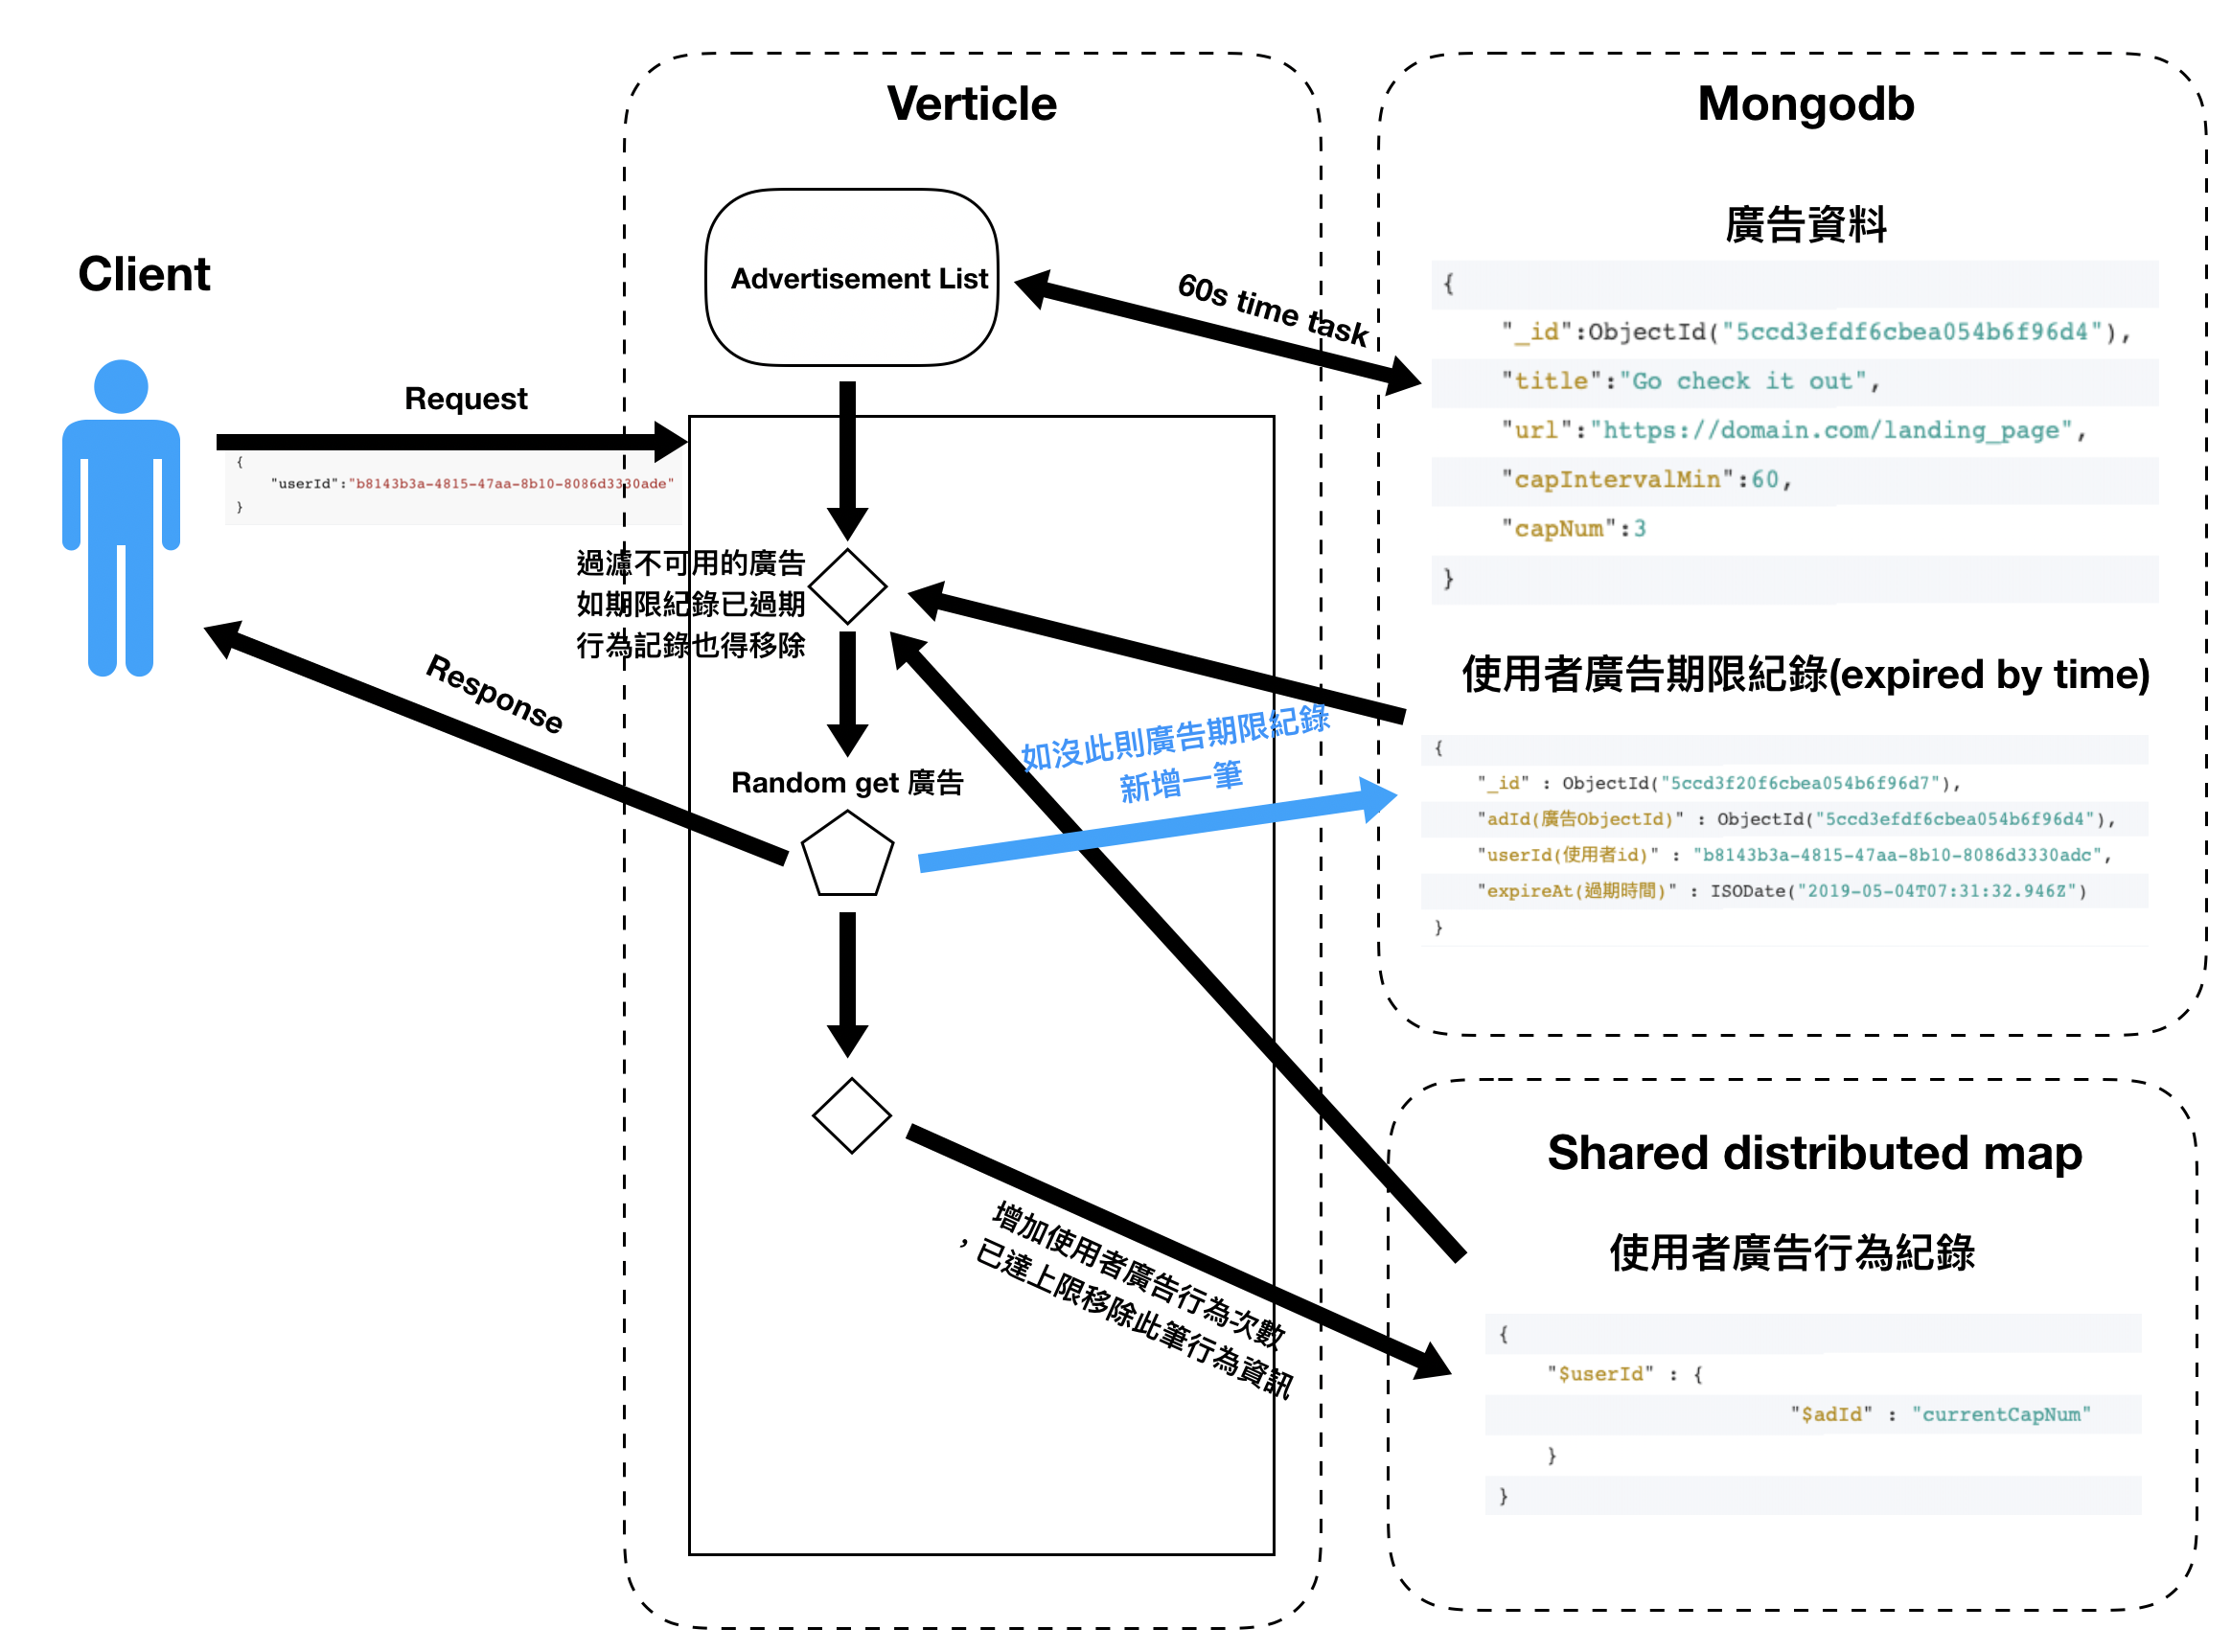 Verticle
Mongodb
Client
Advertisement List
60s time task
Request
{
"userId":"b8143b3a-4815-47aa-8b10-8086d3330ade"
}
Response
過濾不可用的廣告
如期限紀錄已過期
行為記錄也得移除
Random get 廣告
如沒此則廣告期限紀錄
新增一筆
增加使用者廣告行為次數
，已達上限移除此筆行為資訊
廣告資料
{
"_id":ObjectId("5ccd3efdf6cbea054b6f96d4"),
"title":"Go check it out",
"url":"https://domain.com/landing_page",
"capIntervalMin":60,
"capNum":3
}
使用者廣告期限紀錄(expired by time)
{
"_id" : ObjectId("5ccd3f20f6cbea054b6f96d7"),
"adId(廣告ObjectId)" : ObjectId("5ccd3efdf6cbea054b6f96d4"),
"userId(使用者id)" : "b8143b3a-4815-47aa-8b10-8086d3330adc",
"expireAt(過期時間)" : ISODate("2019-05-04T07:31:32.946Z")
}
Shared distributed map
使用者廣告行為紀錄
{
"$userId" : {
"$adId" : "currentCapNum"
}
}